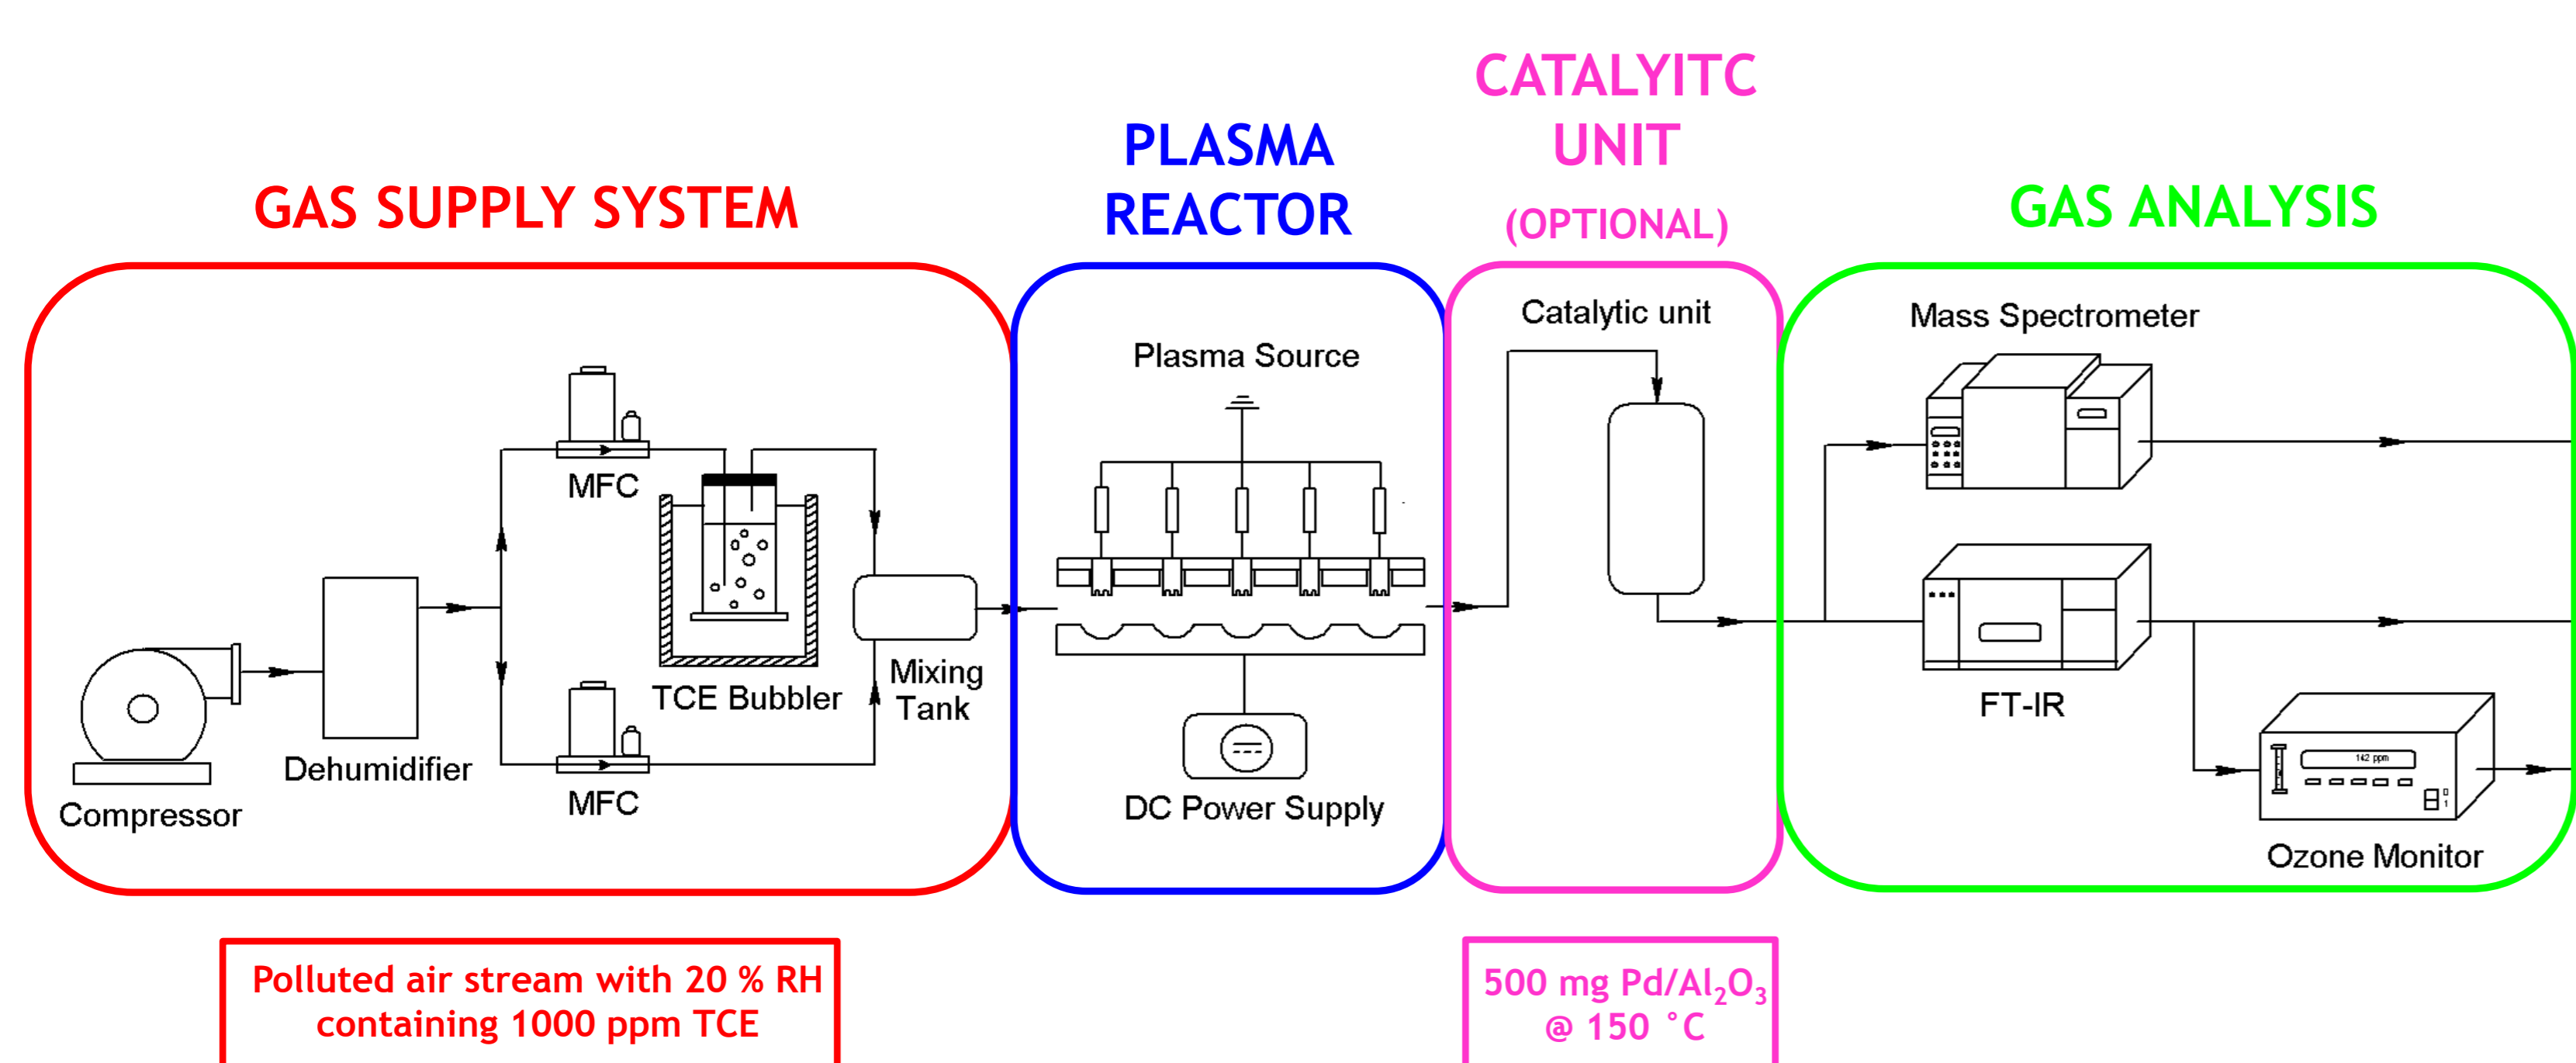 CATALYITC
UNIT
(OPTIONAL)
PLASMA
REACTOR
GAS SUPPLY SYSTEM
GAS ANALYSIS
Catalytic unit
Mass Spectrometer
Plasma Source
MFC
TCE Bubbler
Mixing
Tank
FT-IR
Dehumidifier
MFC
Compressor
DC Power Supply
142 ppm
Ozone Monitor
Polluted air stream with 20 % RH
containing 1000 ppm TCE
500 mg Pd/Al₂O₃
@ 150 °C